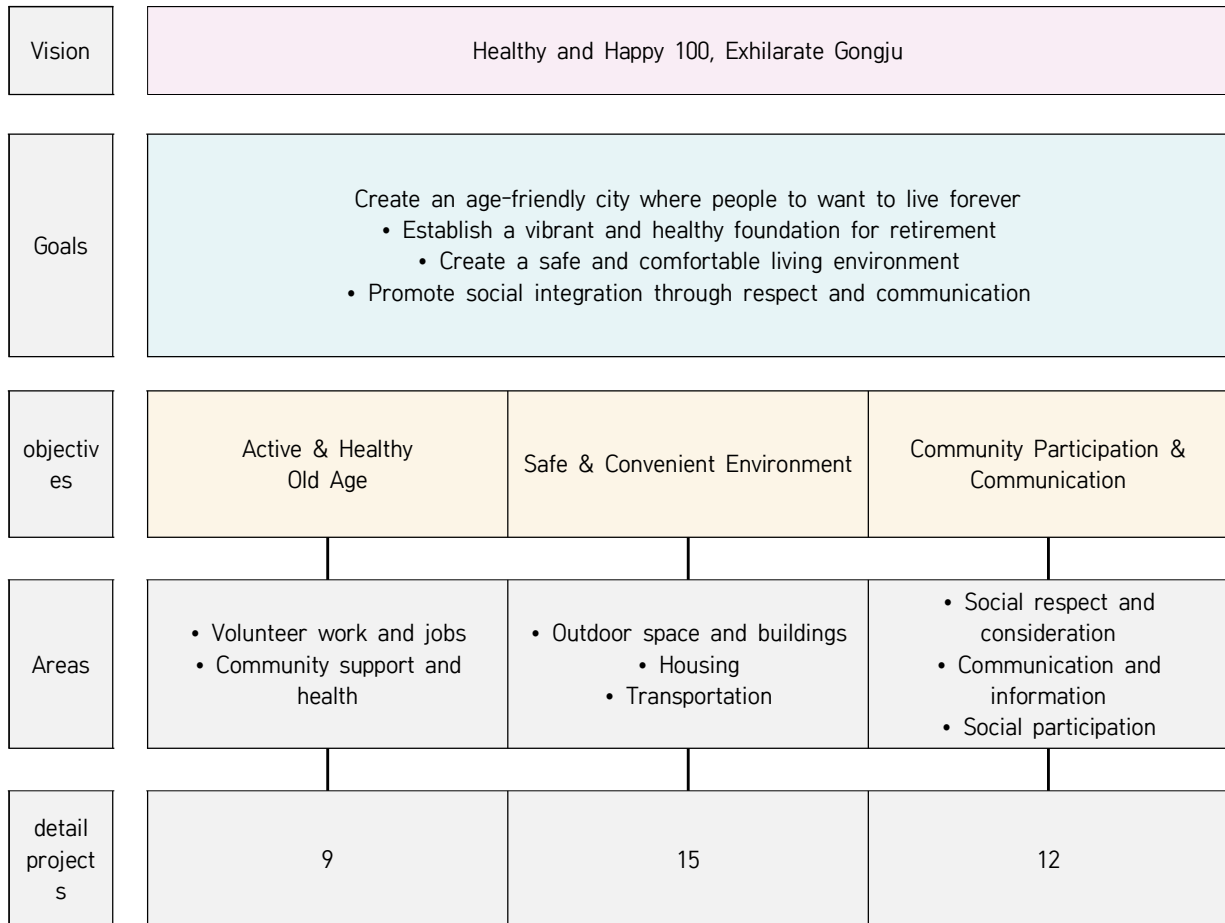 Vision
Healthy and Happy 100, Exhilarate Gongju
Goals
Create an age-friendly city where people to want to live forever
• Establish a vibrant and healthy foundation for retirement
• Create a safe and comfortable living environment
• Promote social integration through respect and communication
objectiv
es
Active & Healthy
Old Age
Safe & Convenient Environment
Community Participation &
Communication
Areas
• Volunteer work and jobs
• Community support and
health
• Outdoor space and buildings
• Housing
• Transportation
• Social respect and
consideration
• Communication and
information
• Social participation
detail
project
s
9
15
12